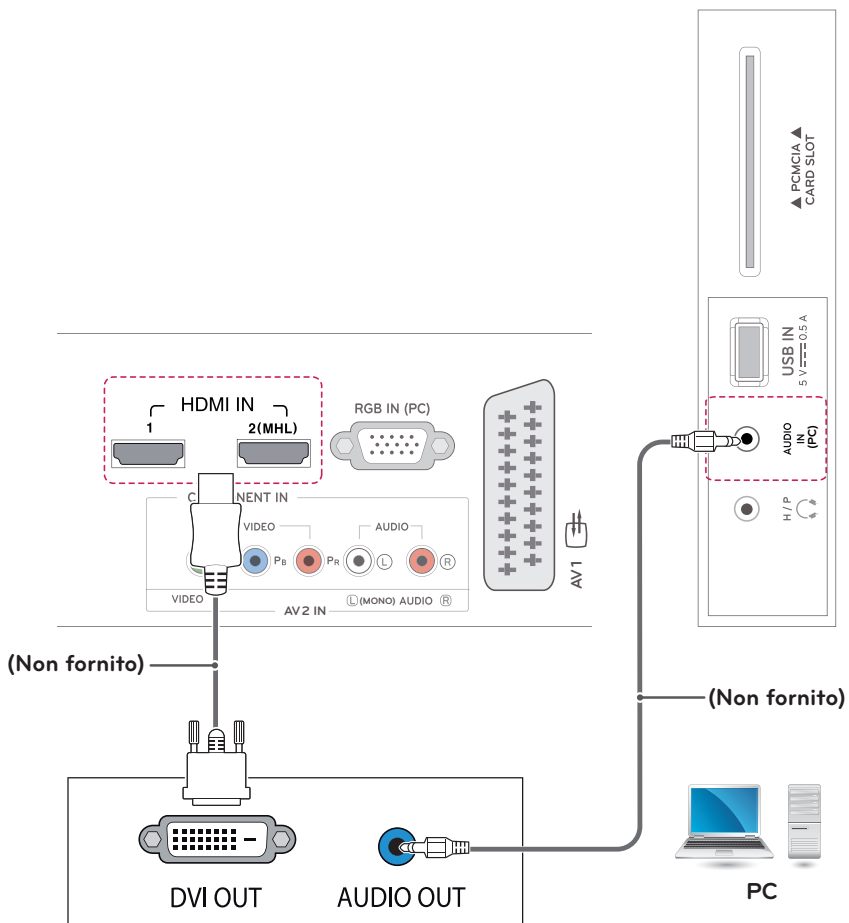 ▲ PCMCIA ▲
CARD SLOT
USB IN
5 V 0.5 A
AUDIO
IN
(PC)
H / P
HDMI IN
1
2(MHL)
RGB IN (PC)
NENT IN
VIDEO
AUDIO
PB
PR
L
R
VIDEO
L (MONO) AUDIO R
AV 2 IN
AV1
(Non fornito)
(Non fornito)
DVI OUT
AUDIO OUT
PC